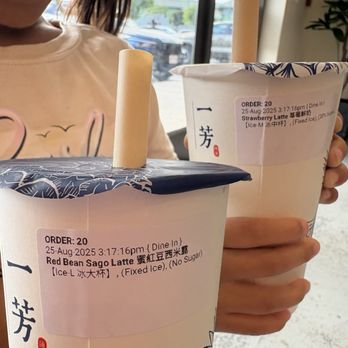 一芳
ORDER: 20
25 Aug 2025 3:17:16pm ( Dine In )
Strawberry Latte 草莓鮮奶
【Ice-M 冰中杯】, (Fixed Ice),
一芳
ORDER: 20
25 Aug 2025 3:17:16pm ( Dine In )
Red Bean Sago Latte 蜜紅豆西米露
【Ice-L 冰大杯】, (Fixed Ice), (No Sugar)